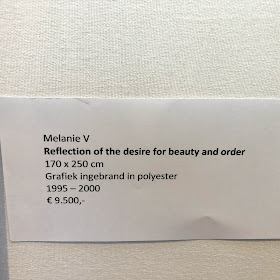 Melanie V
Reflection of the desire for beauty and order
170 x 250 cm
Grafiek ingebrand in polyester
1995 – 2000
€ 9.500,-